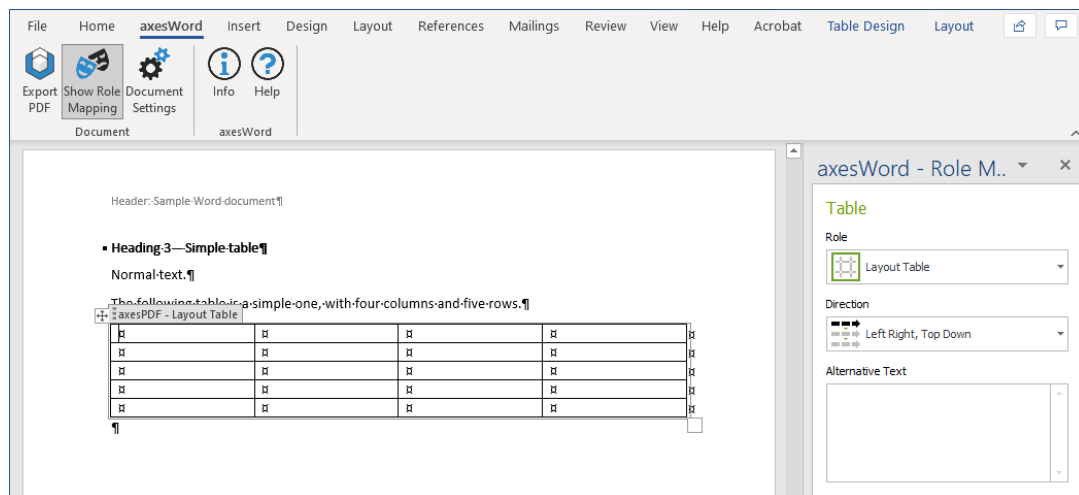 File Home axesWord Insert Design Layout References Mailings Review View Help Acrobat Table Design Layout
Export PDF
Show Role Mapping
Document Settings
Info
Help
Document
axesWord
axesWord - Role M..
Header:·Sample·Word·document¶
▪ Heading·3·–·Simple·table¶
Normal·text.¶
The·following·table·is·a·simple·one,·with·four·columns·and·five·rows.¶
axesPDF - Layout Table
¤ ¤ ¤ ¤ ¤
¤ ¤ ¤ ¤ ¤
¤ ¤ ¤ ¤ ¤
¤ ¤ ¤ ¤ ¤
¤ ¤ ¤ ¤ ¤
¶
Table
Role
Layout Table
Direction
Left Right, Top Down
Alternative Text